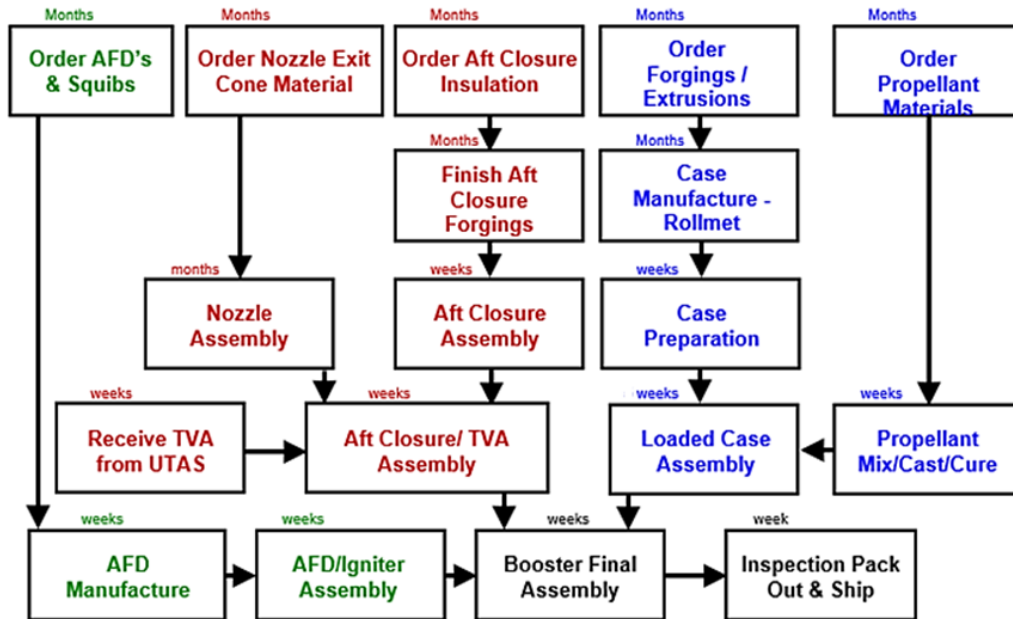 Months
Order AFD's
& Squibs
Months
Order Nozzle Exit
Cone Material
Months
Order Aft Closure
Insulation
Months
Order
Forgings /
Extrusions
Months
Order
Propellant
Materials
Months
Finish Aft
Closure
Forgings
Months
Case
Manufacture -
Rollmet
months
Nozzle
Assembly
weeks
Aft Closure
Assembly
weeks
Case
Preparation
weeks
Receive TVA
from UTAS
weeks
Aft Closure/ TVA
Assembly
weeks
Loaded Case
Assembly
weeks
Propellant
Mix/Cast/Cure
weeks
AFD
Manufacture
weeks
AFD/Igniter
Assembly
weeks
Booster Final
Assembly
week
Inspection Pack
Out & Ship